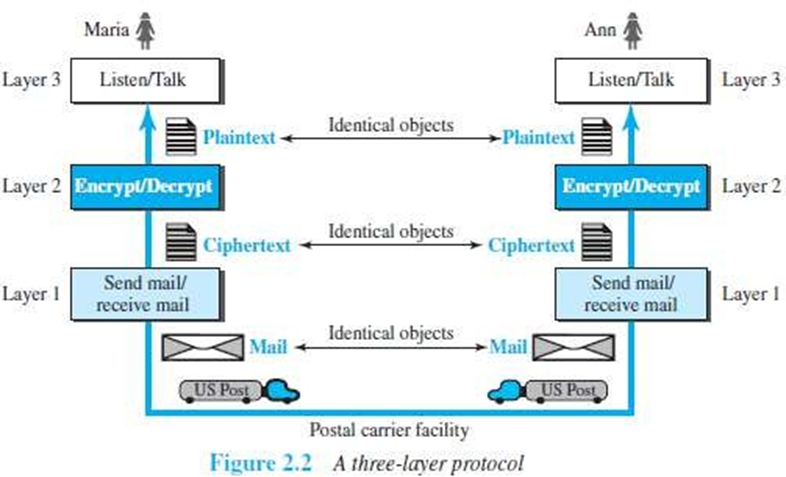 Maria Ann
Layer 3 Listen/Talk Listen/Talk Layer 3
Plaintext Identical objects Plaintext
Layer 2 Encrypt/Decrypt Encrypt/Decrypt Layer 2
Ciphertext Identical objects Ciphertext
Layer 1 Send mail/ Send mail/ Layer 1
receive mail receive mail
Mail Identical objects Mail
US Post US Post
Postal carrier facility
Figure 2.2 A three-layer protocol